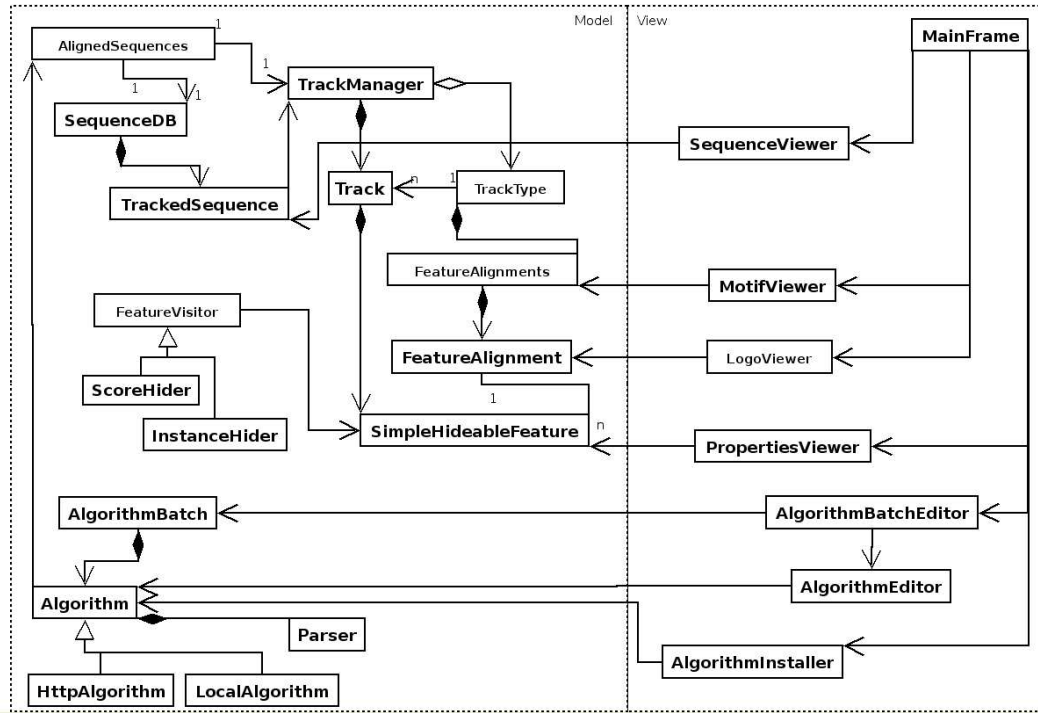 Model
View
AlignedSequences
1
1
MainFrame
TrackManager
1
1
SequenceDB
SequenceViewer
Track
n
1
TrackType
TrackedSequence
FeatureAlignments
MotifViewer
FeatureVisitor
FeatureAlignment
LogoViewer
ScoreHider
1
InstanceHider
SimpleHideableFeature
n
PropertiesViewer
AlgorithmBatch
AlgorithmBatchEditor
Algorithm
AlgorithmEditor
Parser
AlgorithmInstaller
HttpAlgorithm
LocalAlgorithm